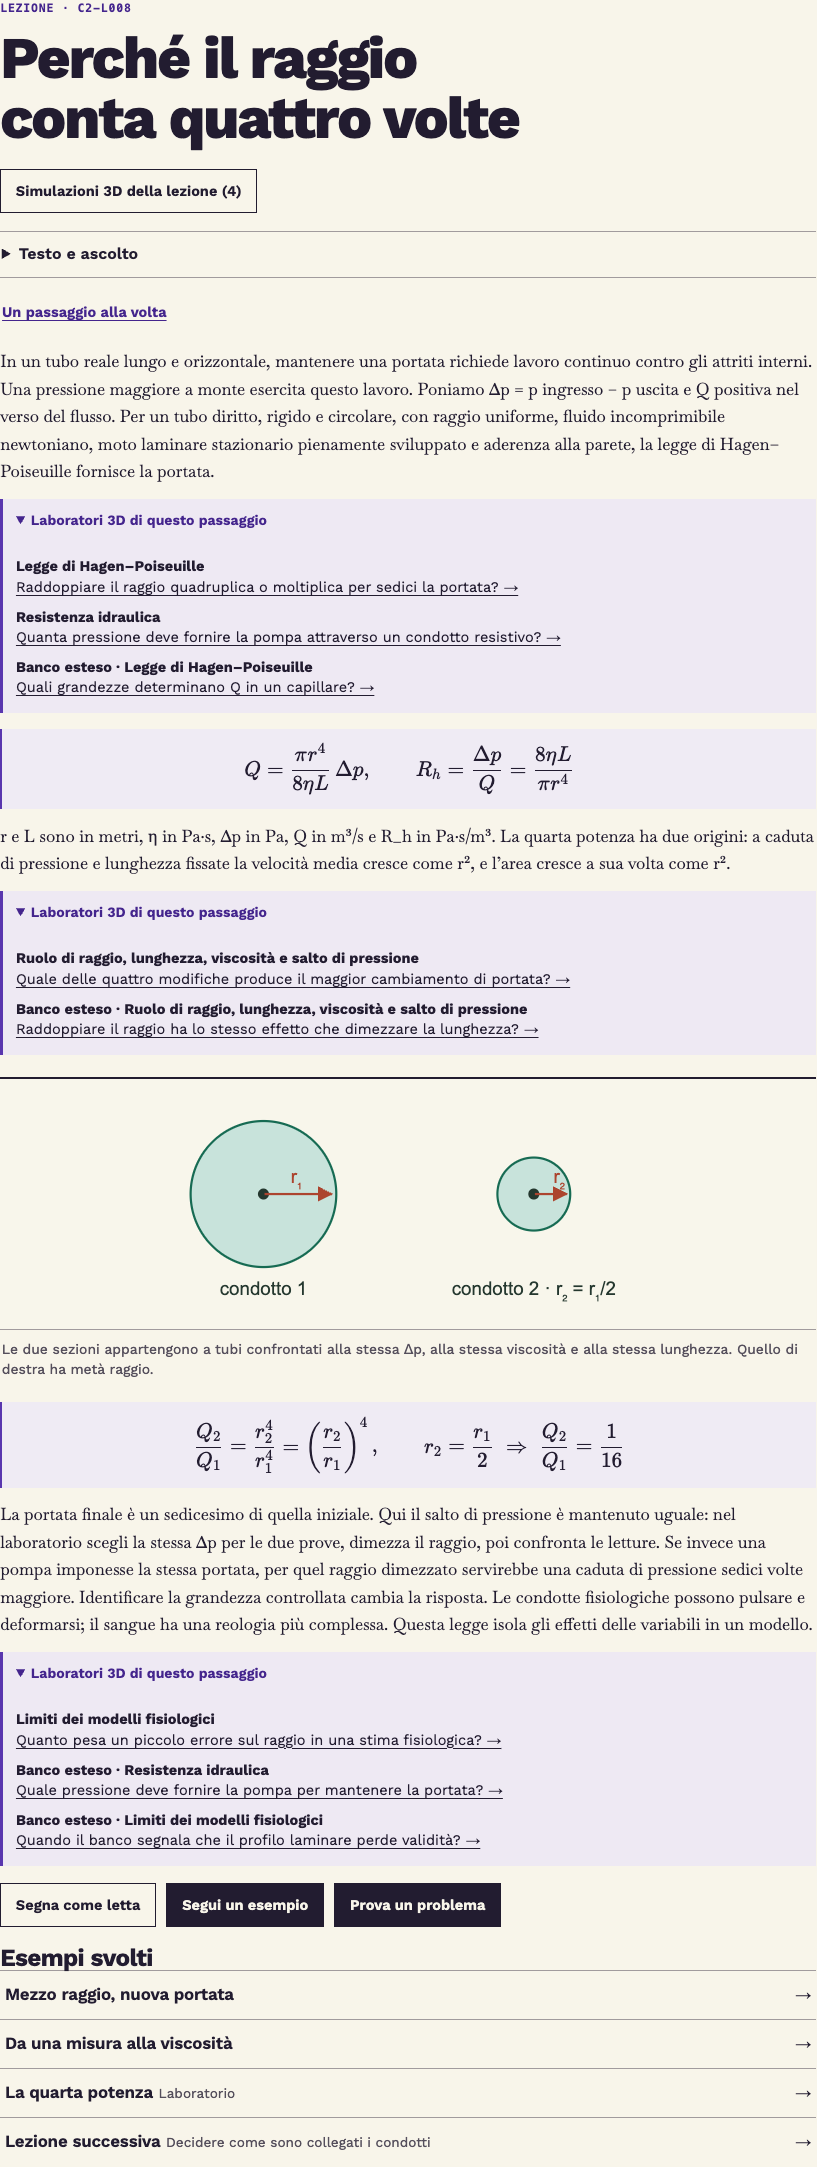 LEZIONE · C2–L008
Perché il raggio
conta quattro volte
Simulazioni 3D della lezione (4)
▶ Testo e ascolto
Un passaggio alla volta
In un tubo reale lungo e orizzontale, mantenere una portata richiede lavoro continuo contro gli attriti interni.
Una pressione maggiore a monte esercita questo lavoro. Poniamo Δp = p ingresso − p uscita e Q positiva nel
verso del flusso. Per un tubo diritto, rigido e circolare, con raggio uniforme, fluido incomprimibile
newtoniano, moto laminare stazionario pienamente sviluppato e aderenza alla parete, la legge di Hagen–
Poiseuille fornisce la portata.
▼ Laboratori 3D di questo passaggio
Legge di Hagen–Poiseuille
Raddoppiare il raggio quadruplica o moltiplica per sedici la portata? →
Resistenza idraulica
Quanta pressione deve fornire la pompa attraverso un condotto resistivo? →
Banco esteso · Legge di Hagen–Poiseuille
Quali grandezze determinano Q in un capillare? →
Q = πr⁴/8ηL Δp, R_h = Δp/Q = 8ηL/πr⁴
r e L sono in metri, η in Pa·s, Δp in Pa, Q in m³/s e R_h in Pa·s/m³. La quarta potenza ha due origini: a caduta
di pressione e lunghezza fissate la velocità media cresce come r², e l’area cresce a sua volta come r².
▼ Laboratori 3D di questo passaggio
Ruolo di raggio, lunghezza, viscosità e salto di pressione
Quale delle quattro modifiche produce il maggior cambiamento di portata? →
Banco esteso · Ruolo di raggio, lunghezza, viscosità e salto di pressione
Raddoppiare il raggio ha lo stesso effetto che dimezzare la lunghezza? →
r₁ r₂
condotto 1 condotto 2 · r₂ = r₁/2
Le due sezioni appartengono a tubi confrontati alla stessa Δp, alla stessa viscosità e alla stessa lunghezza. Quello di
destra ha metà raggio.
Q₂/Q₁ = r₂⁴/r₁⁴ = (r₂/r₁)⁴, r₂ = r₁/2 ⇒ Q₂/Q₁ = 1/16
La portata finale è un sedicesimo di quella iniziale. Qui il salto di pressione è mantenuto uguale: nel
laboratorio scegli la stessa Δp per le due prove, dimezza il raggio, poi confronta le letture. Se invece una
pompa imponesse la stessa portata, per quel raggio dimezzato servirebbe una caduta di pressione sedici volte
maggiore. Identificare la grandezza controllata cambia la risposta. Le condotte fisiologiche possono pulsare e
deformarsi; il sangue ha una reologia più complessa. Questa legge isola gli effetti delle variabili in un modello.
▼ Laboratori 3D di questo passaggio
Limiti dei modelli fisiologici
Quanto pesa un piccolo errore sul raggio in una stima fisiologica? →
Banco esteso · Resistenza idraulica
Quale pressione deve fornire la pompa per mantenere la portata? →
Banco esteso · Limiti dei modelli fisiologici
Quando il banco segnala che il profilo laminare perde validità? →
Segna come letta Segui un esempio Prova un problema
Esempi svolti
Mezzo raggio, nuova portata →
Da una misura alla viscosità →
La quarta potenza Laboratorio →
Lezione successiva Decidere come sono collegati i condotti →